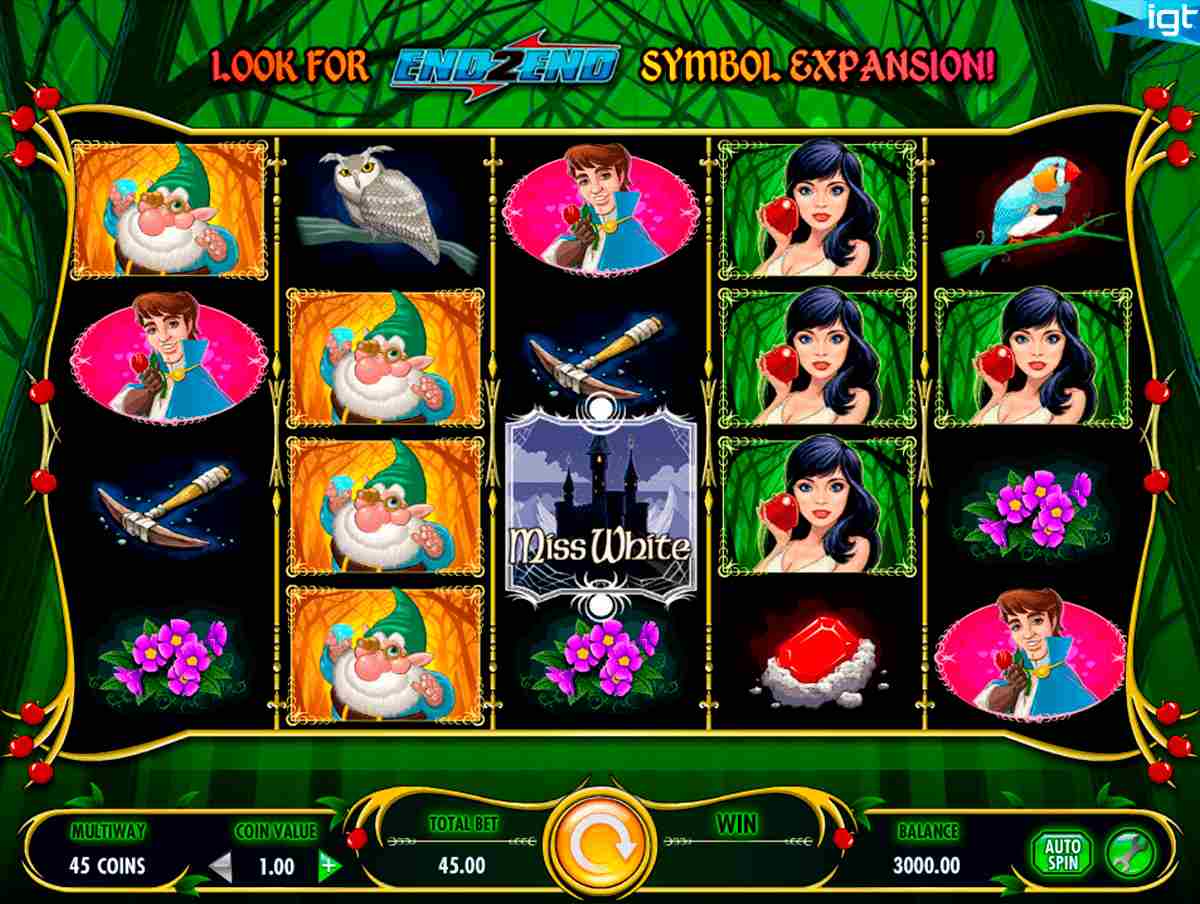 igt
LOOK FOR END2END SYMBOL EXPANSION!
Miss White
MULTIWAY
45 COINS
COIN VALUE
1.00
+
TOTAL BET
45.00
WIN
BALANCE
3000.00
AUTO
SPIN